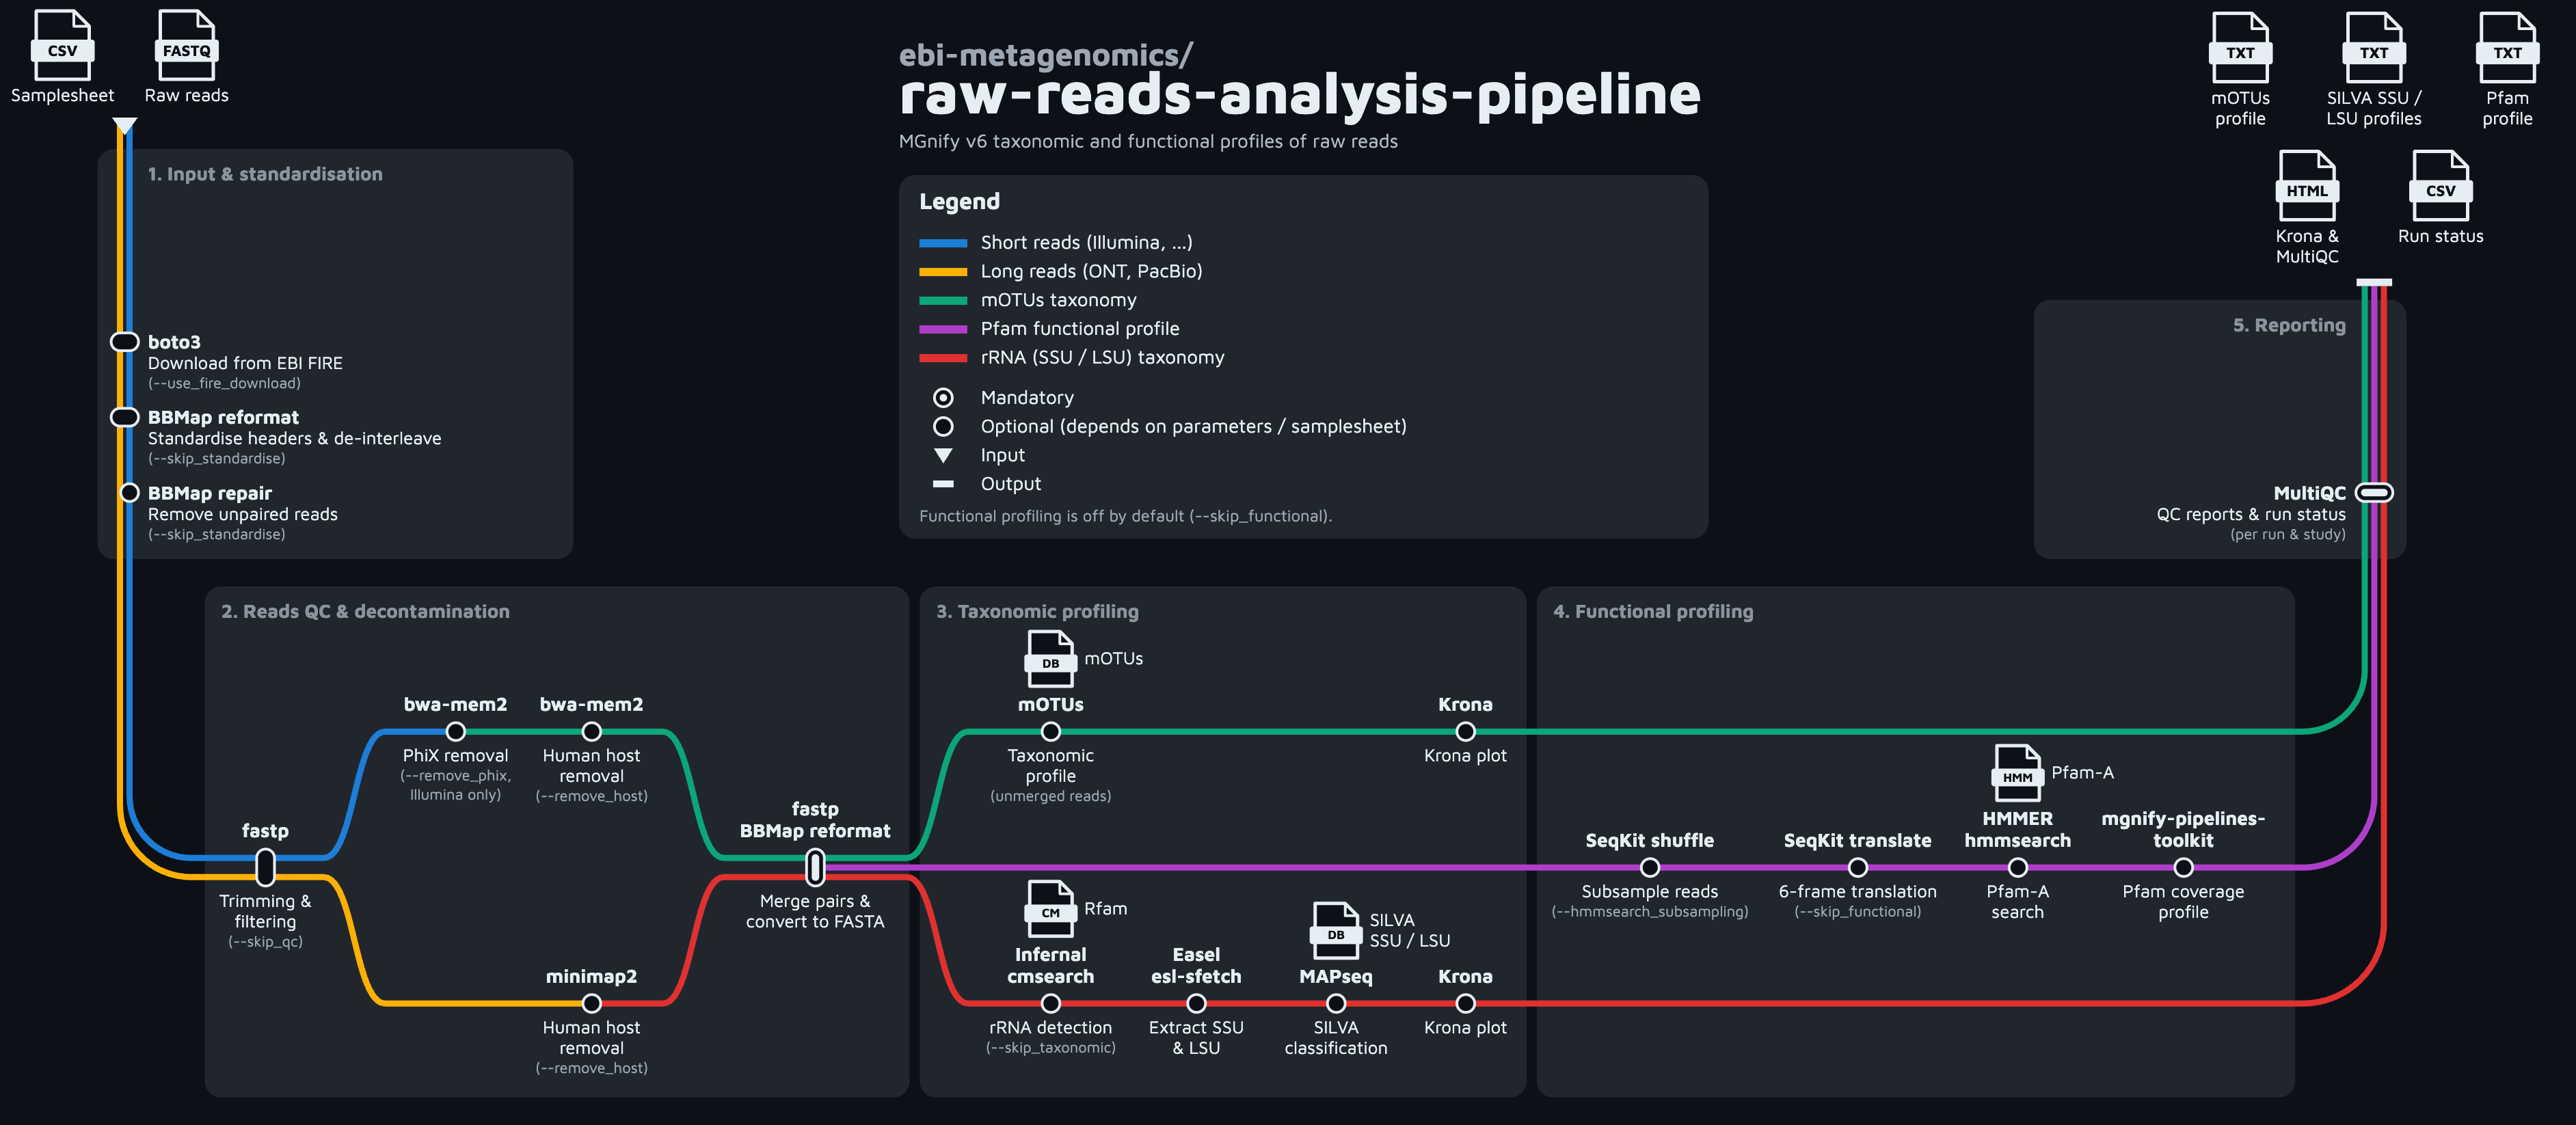 CSV
Samplesheet
FASTQ
Raw reads
ebi-metagenomics/
raw-reads-analysis-pipeline
MGnify v6 taxonomic and functional profiles of raw reads
TXT
mOTUs
profile
TXT
SILVA SSU /
LSU profiles
TXT
Pfam
profile
HTML
Krona &
MultiQC
CSV
Run status
1. Input & standardisation
boto3
Download from EBI FIRE
(--use_fire_download)
BBMap reformat
Standardise headers & de-interleave
(--skip_standardise)
BBMap repair
Remove unpaired reads
(--skip_standardise)
Legend
Short reads (Illumina, ...)
Long reads (ONT, PacBio)
mOTUs taxonomy
Pfam functional profile
rRNA (SSU / LSU) taxonomy
Mandatory
Optional (depends on parameters / samplesheet)
Input
Output
Functional profiling is off by default (--skip_functional).
5. Reporting
MultiQC
QC reports & run status
(per run & study)
2. Reads QC & decontamination
fastp
Trimming &
filtering
(--skip_qc)
bwa-mem2
PhiX removal
(--remove_phix,
Illumina only)
bwa-mem2
Human host
removal
(--remove_host)
minimap2
Human host
removal
(--remove_host)
fastp
BBMap reformat
Merge pairs &
convert to FASTA
3. Taxonomic profiling
DB
mOTUs
mOTUs
Taxonomic
profile
(unmerged reads)
Krona
Krona plot
CM
Rfam
Infernal
cmsearch
rRNA detection
(--skip_taxonomic)
Easel
esl-sfetch
Extract SSU
& LSU
DB
SILVA
SSU / LSU
MAPseq
SILVA
classification
Krona
Krona plot
4. Functional profiling
SeqKit shuffle
Subsample reads
(--hmmsearch_subsampling)
SeqKit translate
6-frame translation
(--skip_functional)
HMM
Pfam-A
HMMER
hmmsearch
Pfam-A
search
mgnify-pipelines-
toolkit
Pfam coverage
profile